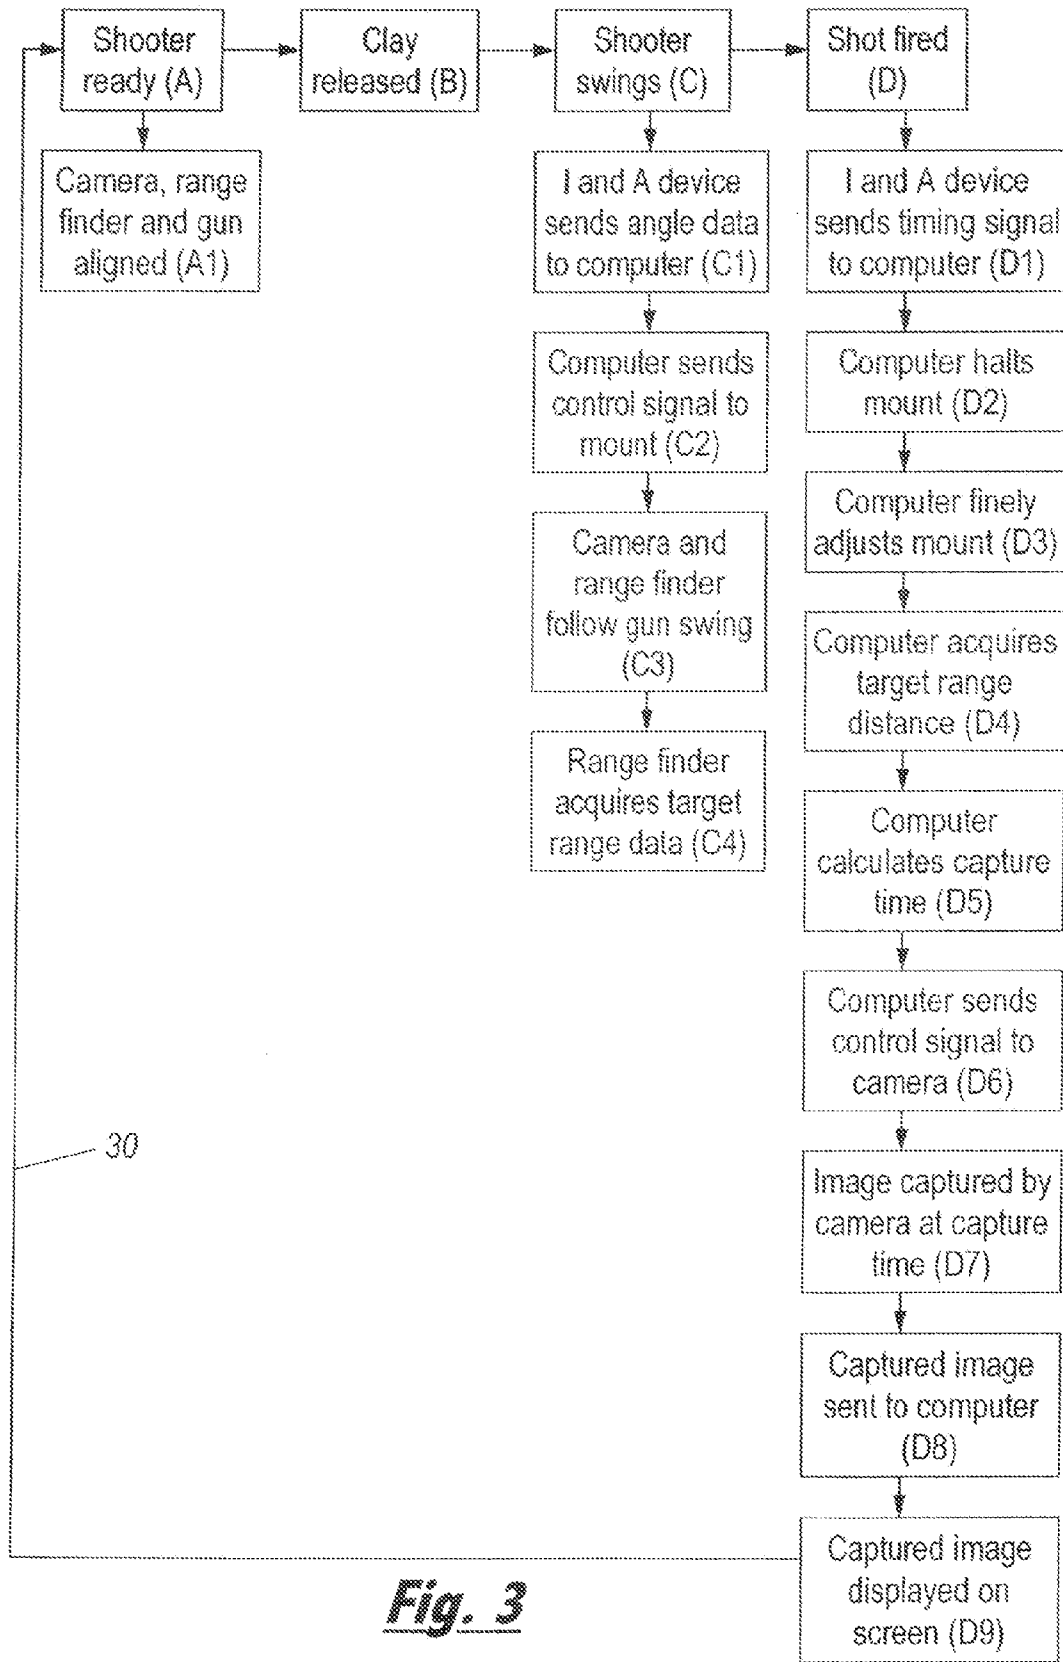 Shooter
ready (A)
Clay
released (B)
Shooter
swings (C)
Shot fired
(D)
Camera, range
finder and gun
aligned (A1)
I and A device
sends angle data
to computer (C1)
Computer sends
control signal to
mount (C2)
Camera and
range finder
follow gun swing
(C3)
Range finder
acquires target
range data (C4)
I and A device
sends timing signal
to computer (D1)
Computer halts
mount (D2)
Computer finely
adjusts mount (D3)
Computer acquires
target range
distance (D4)
Computer
calculates capture
time (D5)
Computer sends
control signal to
camera (D6)
Image captured by
camera at capture
time (D7)
Captured image
sent to computer
(D8)
Captured image
displayed on
screen (D9)
30
Fig. 3